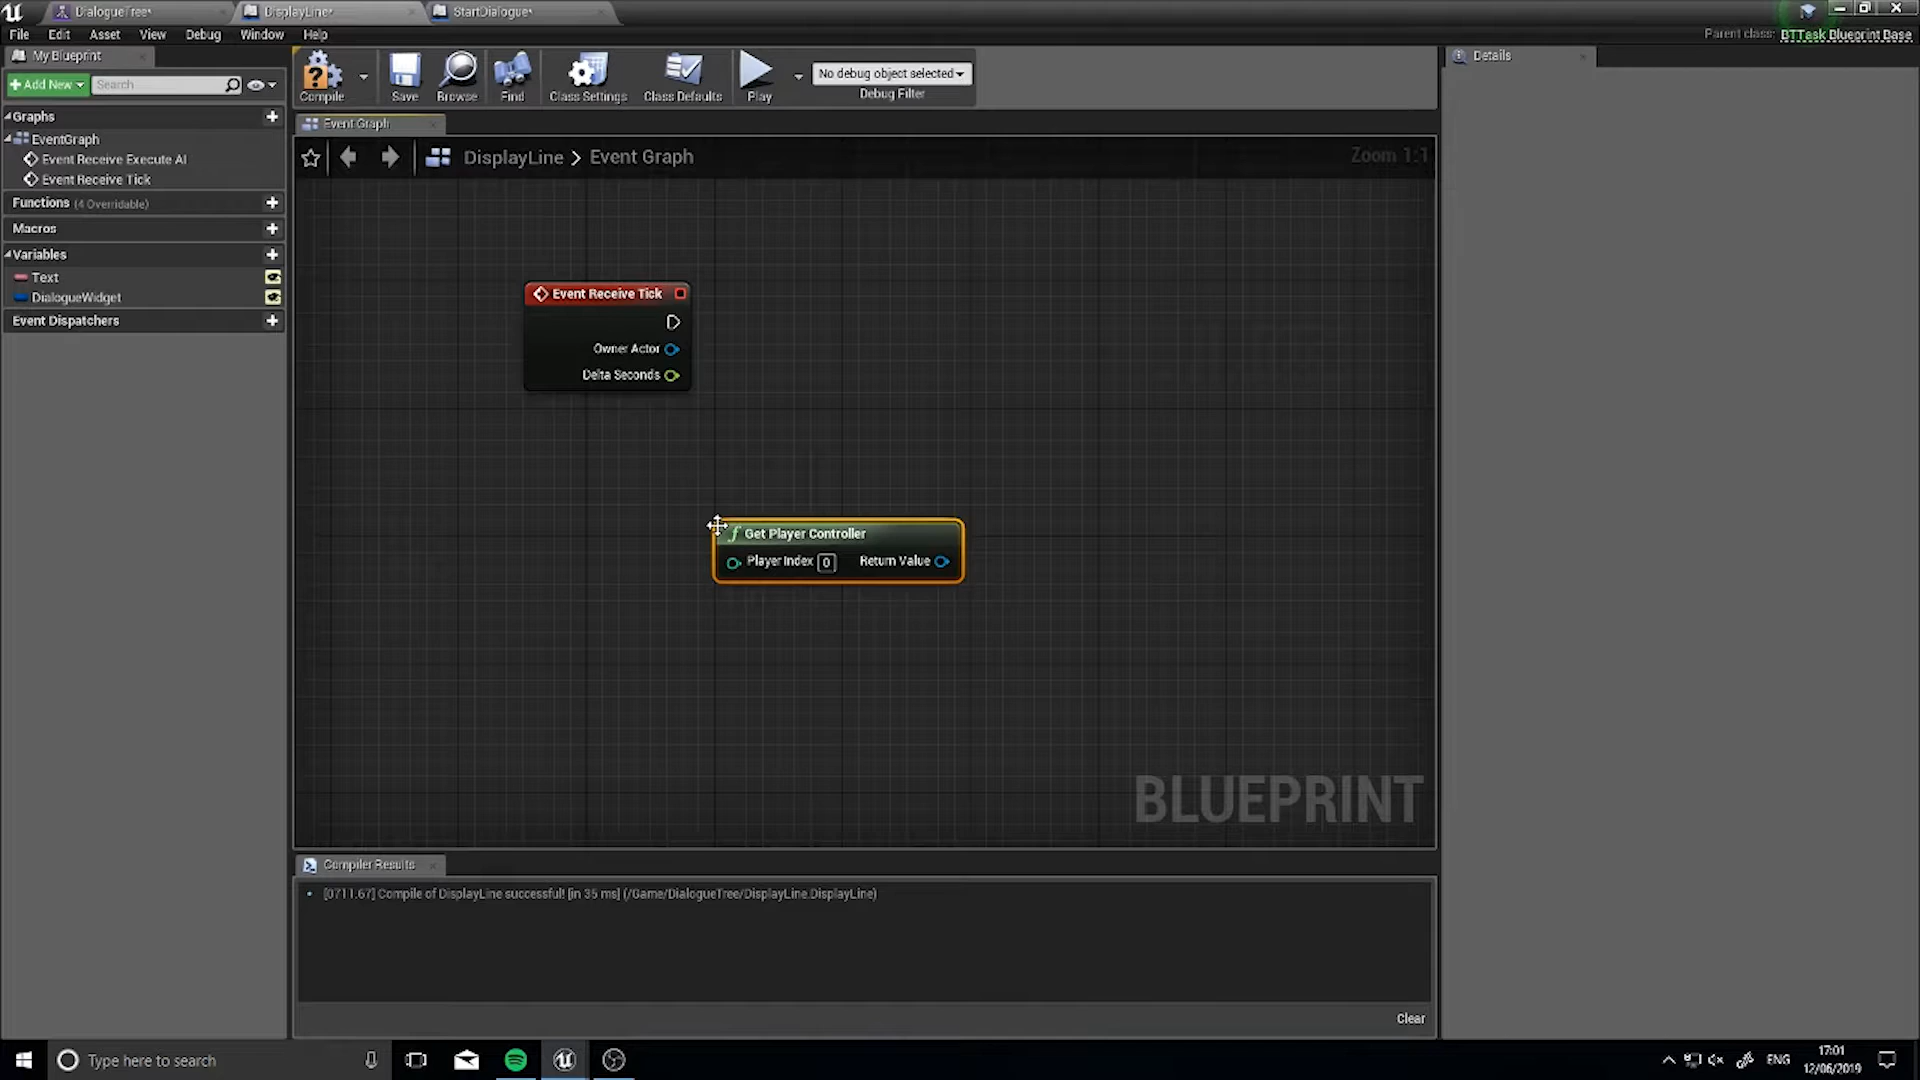 DialogueTree*
DisplayLine*
StartDialogue*
File Edit Asset View Debug Window Help
Parent class: BTTask Blueprint Base
My Blueprint
Add New
Search
Compile
Save
Browse
Find
Class Settings
Class Defaults
Play
No debug object selected
Debug Filter
Details
Graphs
EventGraph
Event Receive Execute AI
Event Receive Tick
Functions (4 Overridable)
Macros
Variables
Text
DialogueWidget
Event Dispatchers
Event Graph
DisplayLine > Event Graph
Zoom 1:1
Event Receive Tick
Owner Actor
Delta Seconds
f Get Player Controller
Player Index 0 Return Value
BLUEPRINT
Compiler Results
[0711.67] Compile of DisplayLine successful! [in 35 ms] (/Game/DialogueTree/DisplayLine.DisplayLine)
Clear
Type here to search
ENG
17:01
12/06/2019